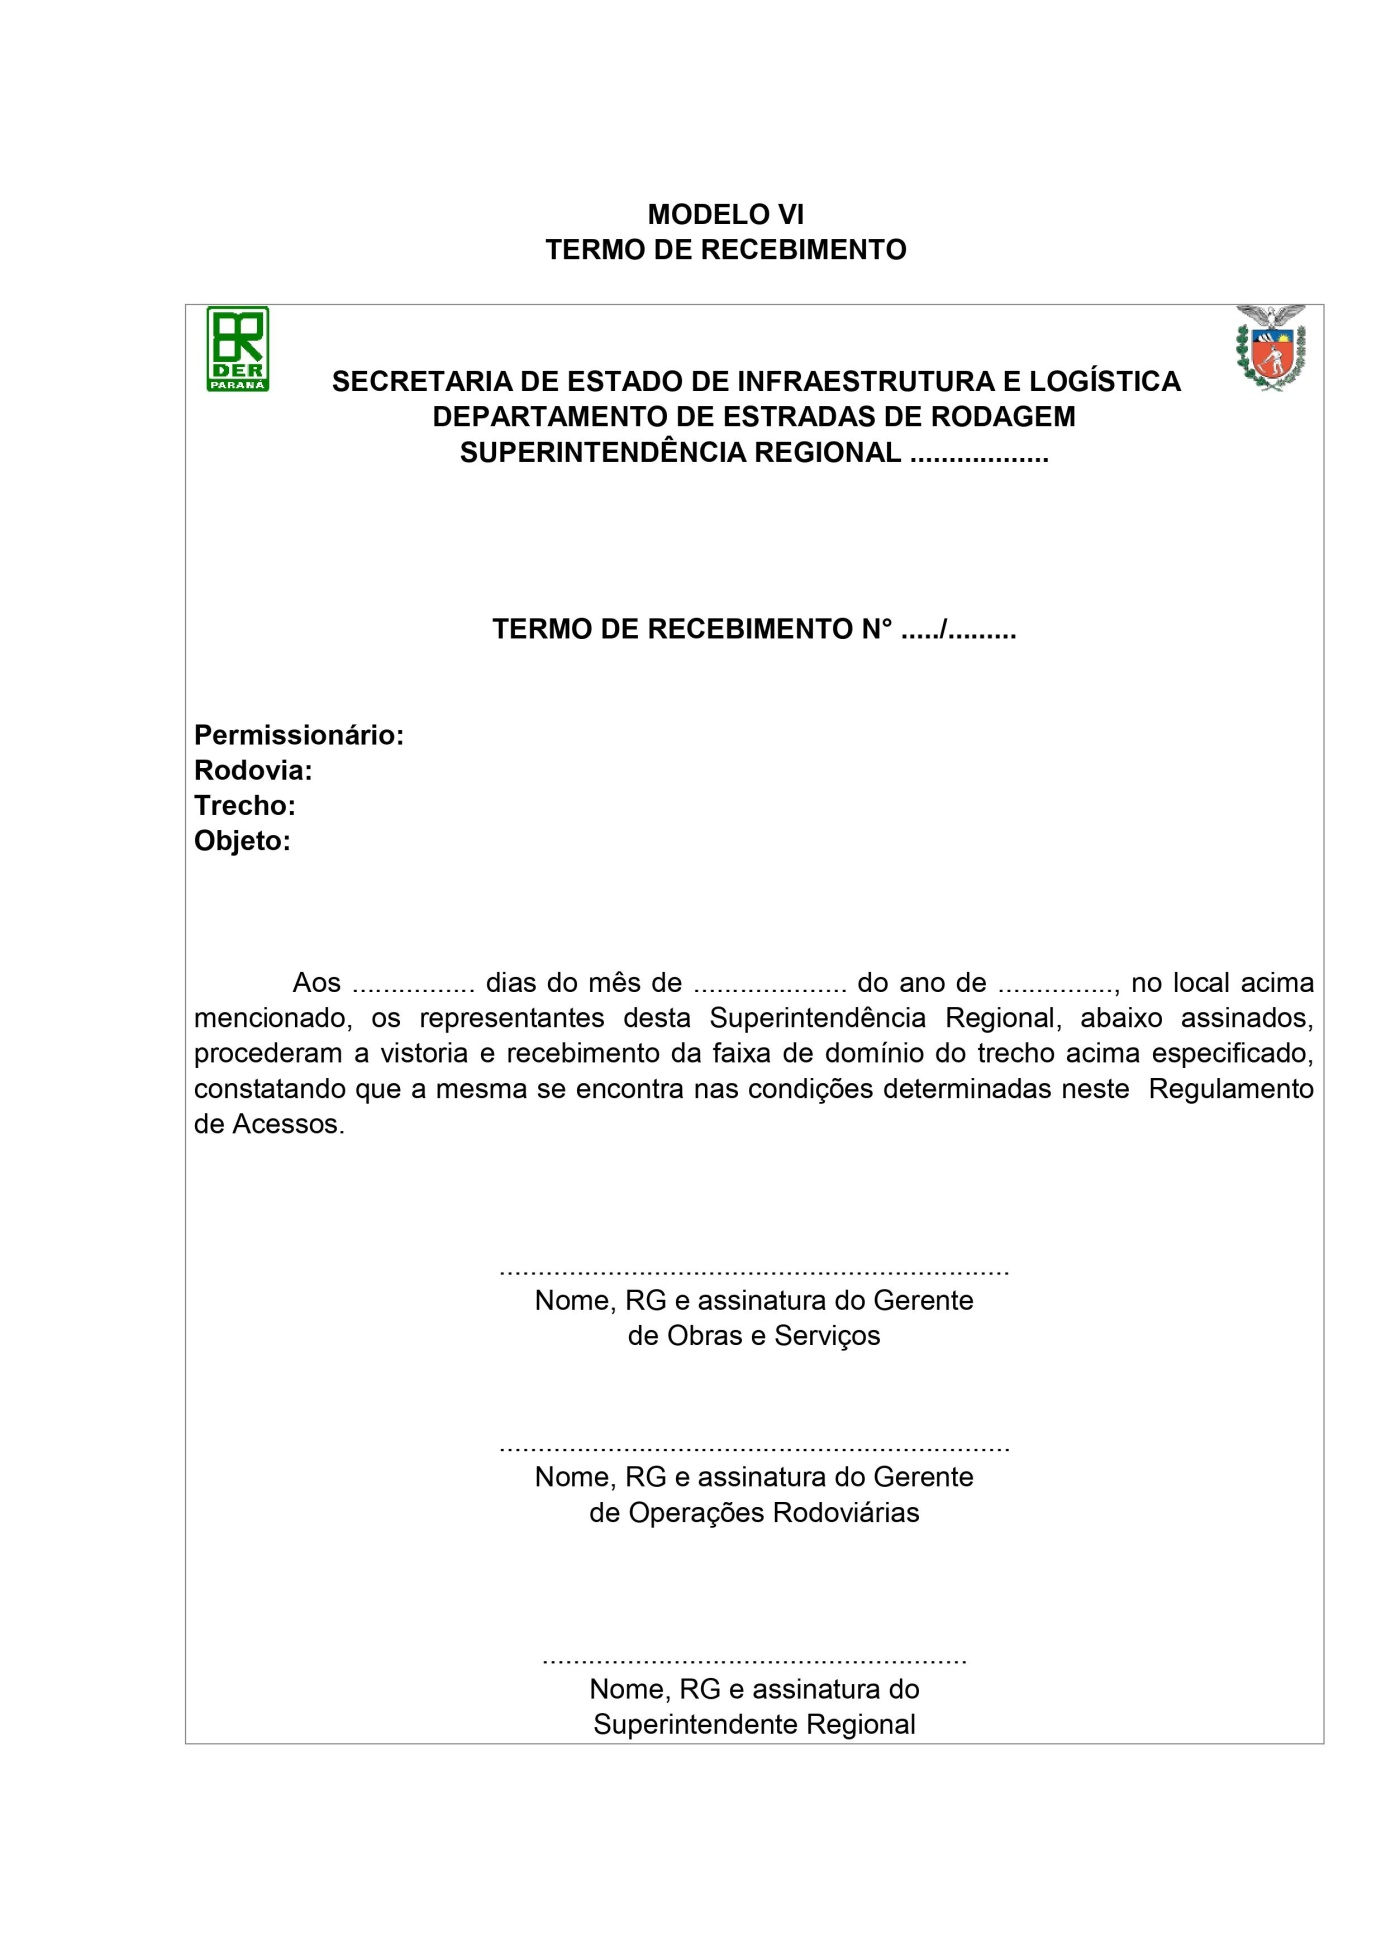 MODELO VI
TERMO DE RECEBIMENTO
DER
PARANÁ
SECRETARIA DE ESTADO DE INFRAESTRUTURA E LOGÍSTICA
DEPARTAMENTO DE ESTRADAS DE RODAGEM
SUPERINTENDÊNCIA REGIONAL ..................
TERMO DE RECEBIMENTO N° ...../.........
Permissionário:
Rodovia:
Trecho:
Objeto:
Aos ................ dias do mês de .................... do ano de ..............., no local acima
mencionado, os representantes desta Superintendência Regional, abaixo assinados,
procederam a vistoria e recebimento da faixa de domínio do trecho acima especificado,
constatando que a mesma se encontra nas condições determinadas neste Regulamento
de Acessos.
..................................................................
Nome, RG e assinatura do Gerente
de Obras e Serviços
..................................................................
Nome, RG e assinatura do Gerente
de Operações Rodoviárias
.......................................................
Nome, RG e assinatura do
Superintendente Regional